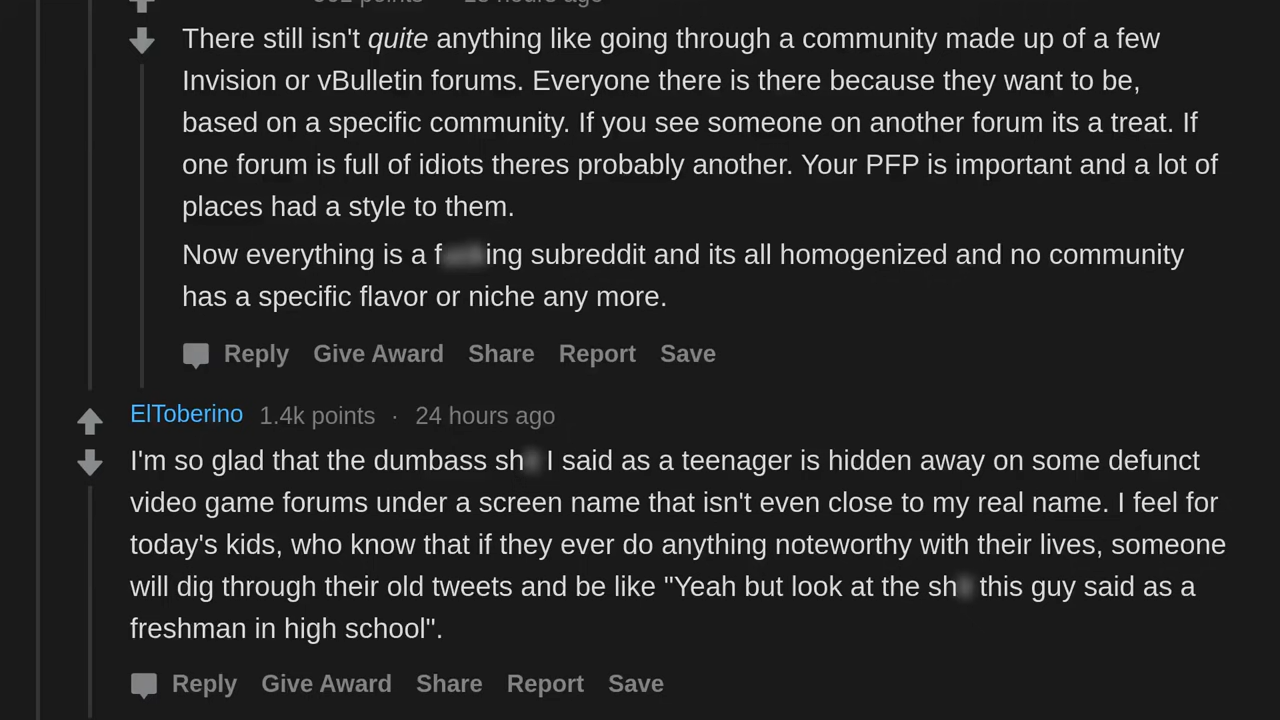 There still isn't quite anything like going through a community made up of a few
Invision or vBulletin forums. Everyone there is there because they want to be,
based on a specific community. If you see someone on another forum its a treat. If
one forum is full of idiots theres probably another. Your PFP is important and a lot of
places had a style to them.
Now everything is a f ing subreddit and its all homogenized and no community
has a specific flavor or niche any more.
Reply Give Award Share Report Save
ElToberino 1.4k points · 24 hours ago
I'm so glad that the dumbass sh I said as a teenager is hidden away on some defunct
video game forums under a screen name that isn't even close to my real name. I feel for
today's kids, who know that if they ever do anything noteworthy with their lives, someone
will dig through their old tweets and be like "Yeah but look at the sh this guy said as a
freshman in high school".
Reply Give Award Share Report Save